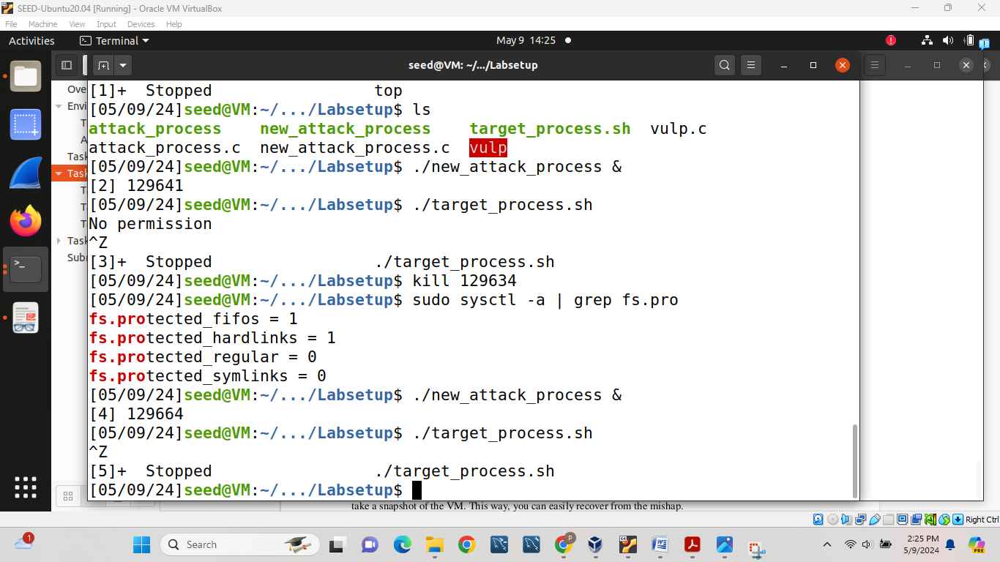 SEED-Ubuntu20.04 [Running] - Oracle VM VirtualBox
File Machine View Input Devices Help
Activities Terminal May 9 14:25
seed@VM: ~/.../Labsetup
Ove
Envi
T
A
Task
Task
T
T
T
Task
Sub
[1]+  Stopped                 top
[05/09/24]seed@VM:~/.../Labsetup$ ls
attack_process    new_attack_process    target_process.sh  vulp.c
attack_process.c  new_attack_process.c  vulp
[05/09/24]seed@VM:~/.../Labsetup$ ./new_attack_process &
[2] 129641
[05/09/24]seed@VM:~/.../Labsetup$ ./target_process.sh
No permission
^Z
[3]+  Stopped                 ./target_process.sh
[05/09/24]seed@VM:~/.../Labsetup$ kill 129634
[05/09/24]seed@VM:~/.../Labsetup$ sudo sysctl -a | grep fs.pro
fs.protected_fifos = 1
fs.protected_hardlinks = 1
fs.protected_regular = 0
fs.protected_symlinks = 0
[05/09/24]seed@VM:~/.../Labsetup$ ./new_attack_process &
[4] 129664
[05/09/24]seed@VM:~/.../Labsetup$ ./target_process.sh
^Z
[5]+  Stopped                 ./target_process.sh
[05/09/24]seed@VM:~/.../Labsetup$
take a snapshot of the VM. This way, you can easily recover from the mishap.
Right Ctrl
1
Search
P
2:25 PM
5/9/2024
PRE